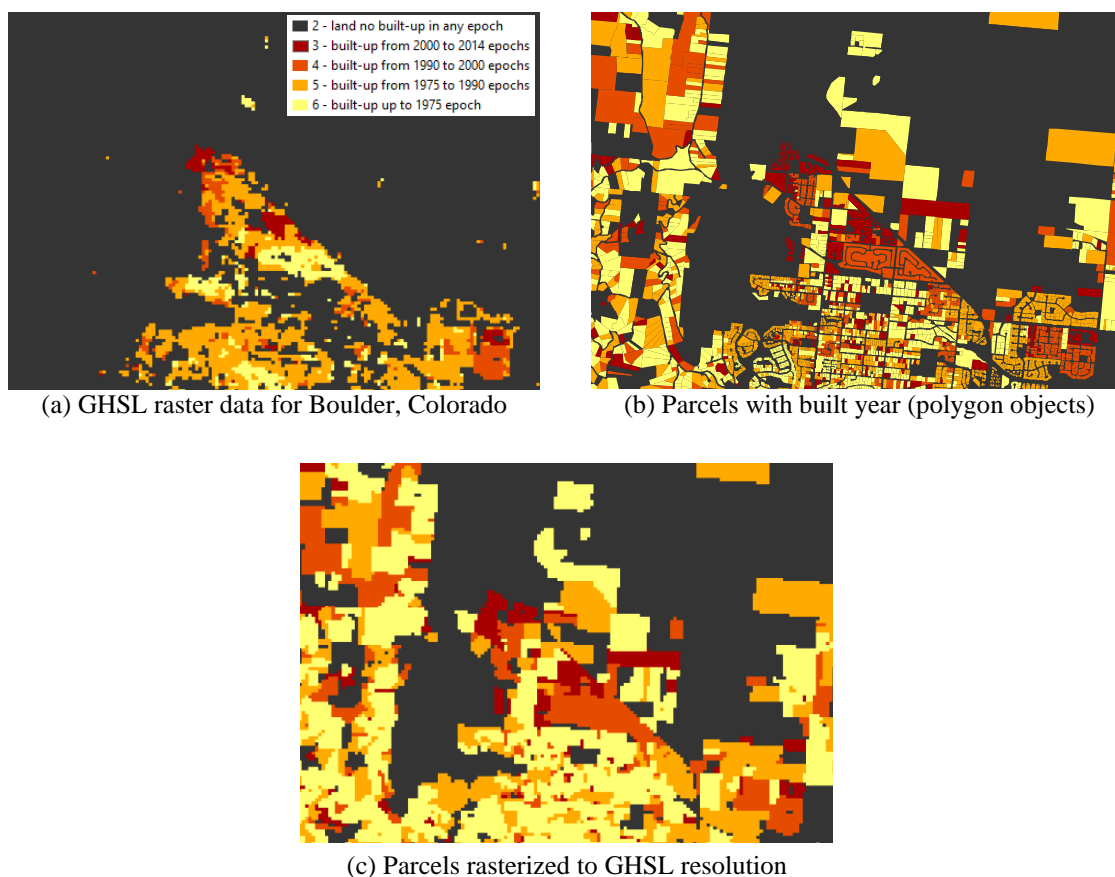 2 - land no built-up in any epoch
3 - built-up from 2000 to 2014 epochs
4 - built-up from 1990 to 2000 epochs
5 - built-up from 1975 to 1990 epochs
6 - built-up up to 1975 epoch
(a) GHSL raster data for Boulder, Colorado
(b) Parcels with built year (polygon objects)
(c) Parcels rasterized to GHSL resolution